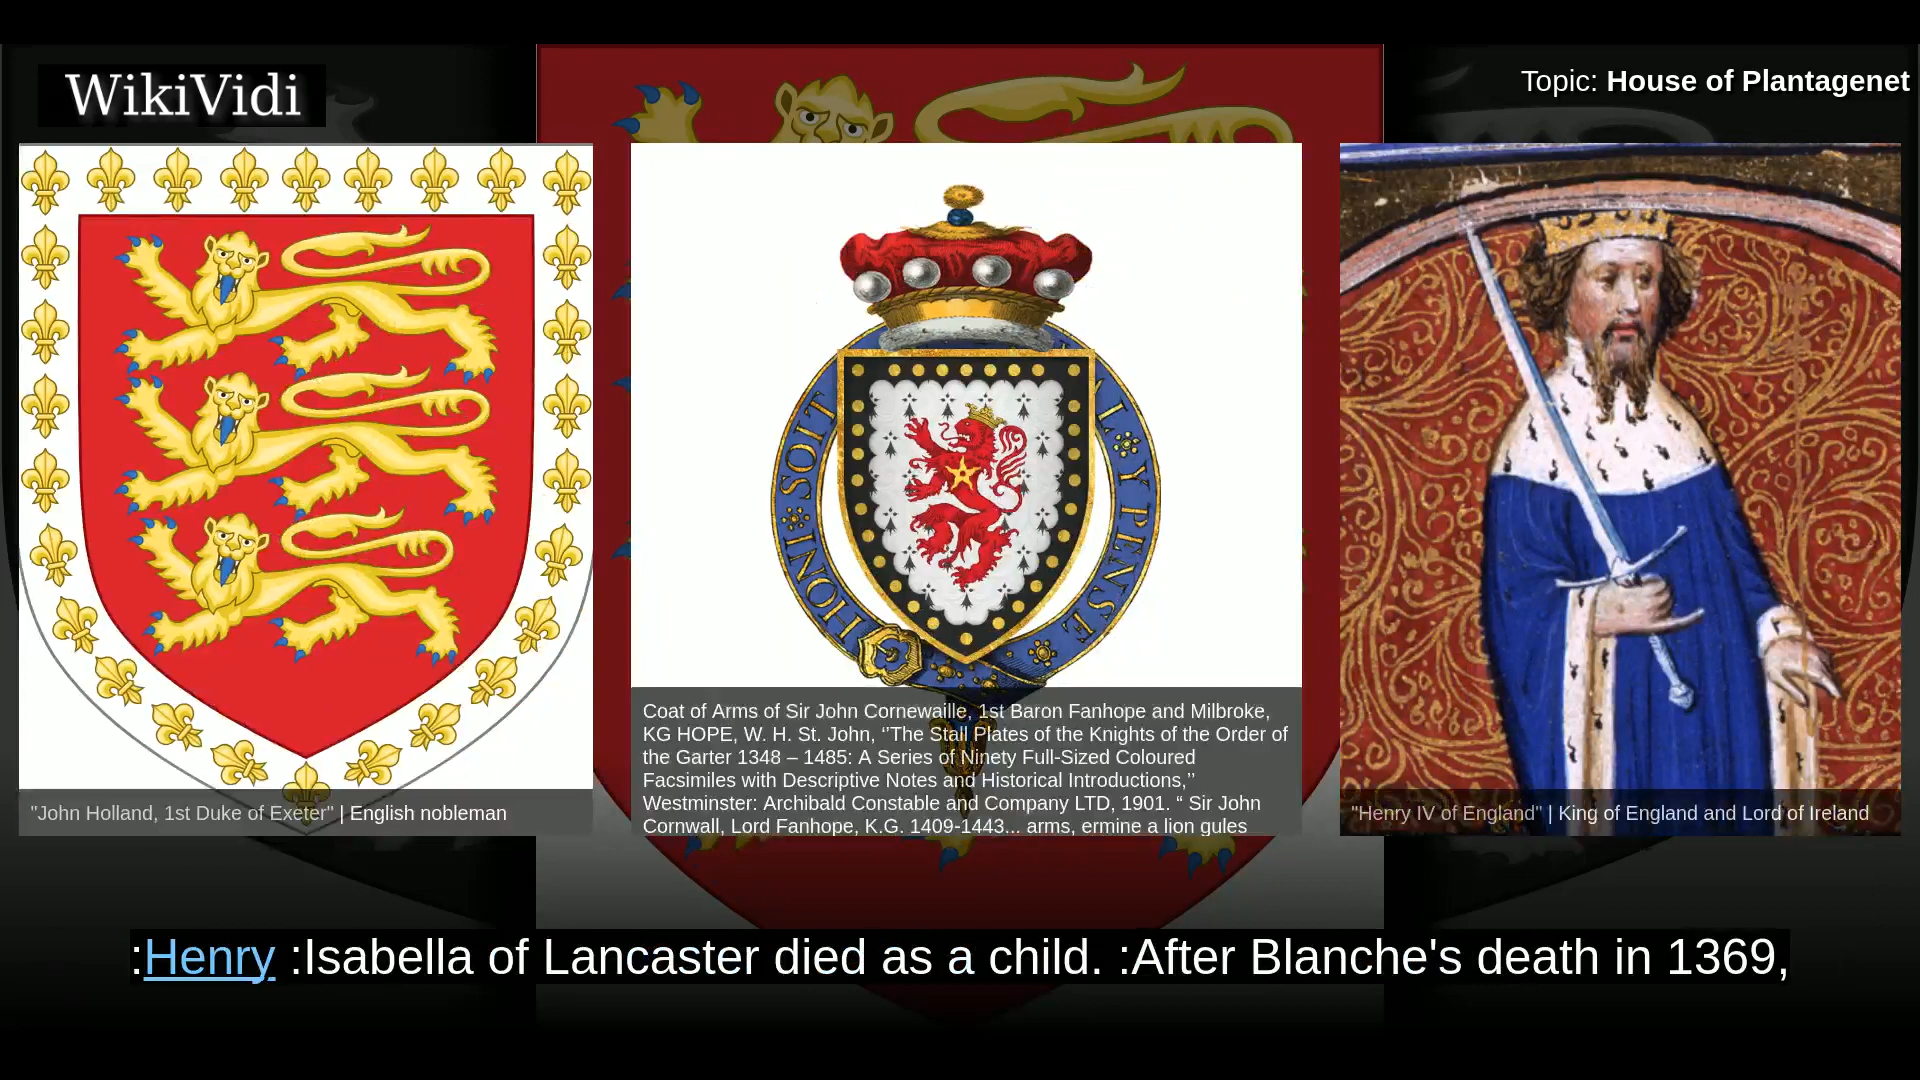 WikiVidi
Topic: House of Plantagenet
HONI·SOIT
Y PENSE
"John Holland, 1st Duke of Exeter" | English nobleman
Coat of Arms of Sir John Cornewaille, 1st Baron Fanhope and Milbroke,
KG HOPE, W. H. St. John, ‘’The Stall Plates of the Knights of the Order of
the Garter 1348 – 1485: A Series of Ninety Full-Sized Coloured
Facsimiles with Descriptive Notes and Historical Introductions,’’
Westminster: Archibald Constable and Company LTD, 1901. “ Sir John
Cornwall, Lord Fanhope, K.G. 1409-1443... arms, ermine a lion gules
"Henry IV of England" | King of England and Lord of Ireland
:Henry :Isabella of Lancaster died as a child. :After Blanche's death in 1369,